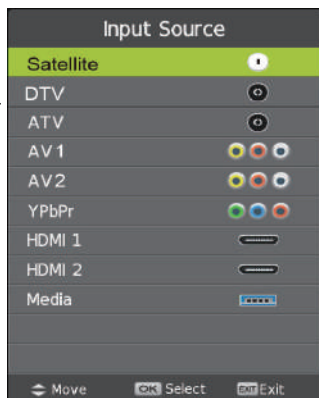 Input Source
Satellite
DTV
ATV
AV1
AV2
YPbPr
HDMI 1
HDMI 2
Media
Move OK Select EXIT Exit